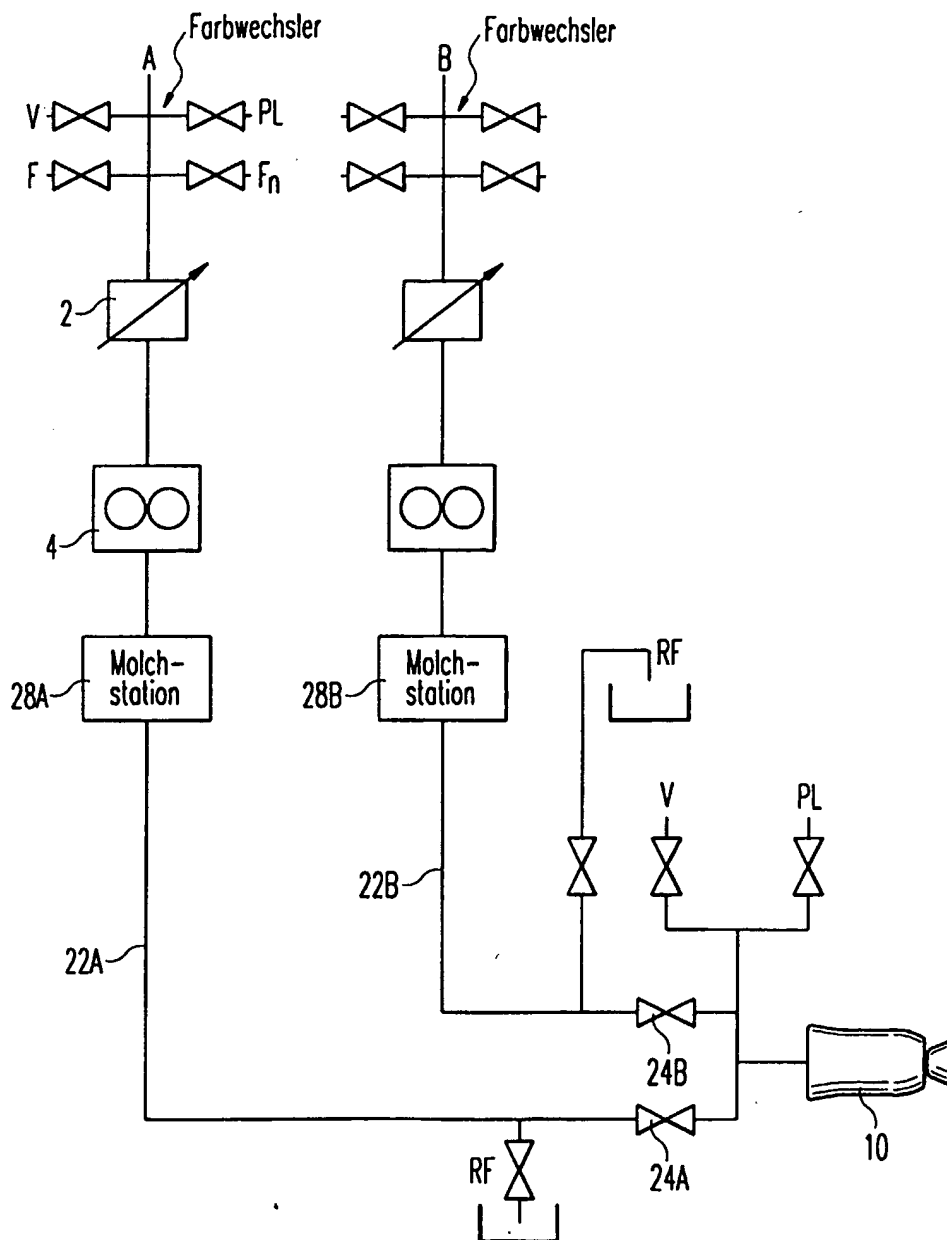 Farbwechsler
Farbwechsler
A
B
V
PL
F
Fn
2
4
Molch-
station
28A
Molch-
station
28B
RF
V
PL
22B
22A
24B
10
24A
RF